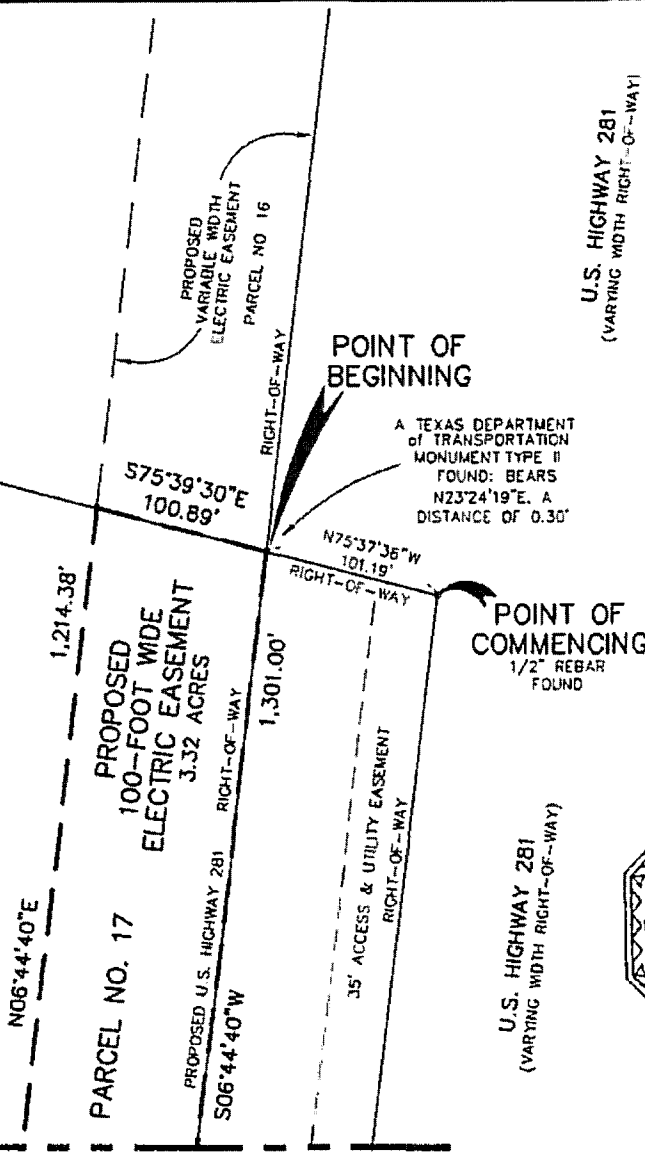 U.S. HIGHWAY 281
(VARYING WIDTH RIGHT-OF-WAY)
PROPOSED
VARIABLE WIDTH
ELECTRIC EASEMENT
PARCEL NO 16
RIGHT-OF-WAY
POINT OF
BEGINNING
A TEXAS DEPARTMENT
of TRANSPORTATION
MONUMENT TYPE II
FOUND: BEARS
N23°24'19"E. A
DISTANCE OF 0.30'
S75°39'30"E
100.89'
N75°37'36"W
101.19'
RIGHT-OF-WAY
POINT OF
COMMENCING
1/2" REBAR
FOUND
1,214.38'
PROPOSED
100-FOOT WIDE
ELECTRIC EASEMENT
3.32 ACRES
1,301.00'
RIGHT-OF-WAY
PROPOSED U.S. HIGHWAY 281
35' ACCESS & UTILITY EASEMENT
RIGHT-OF-WAY
U.S. HIGHWAY 281
(VARYING WIDTH RIGHT-OF-WAY)
N06°44'40"E
PARCEL NO. 17
S06°44'40"W